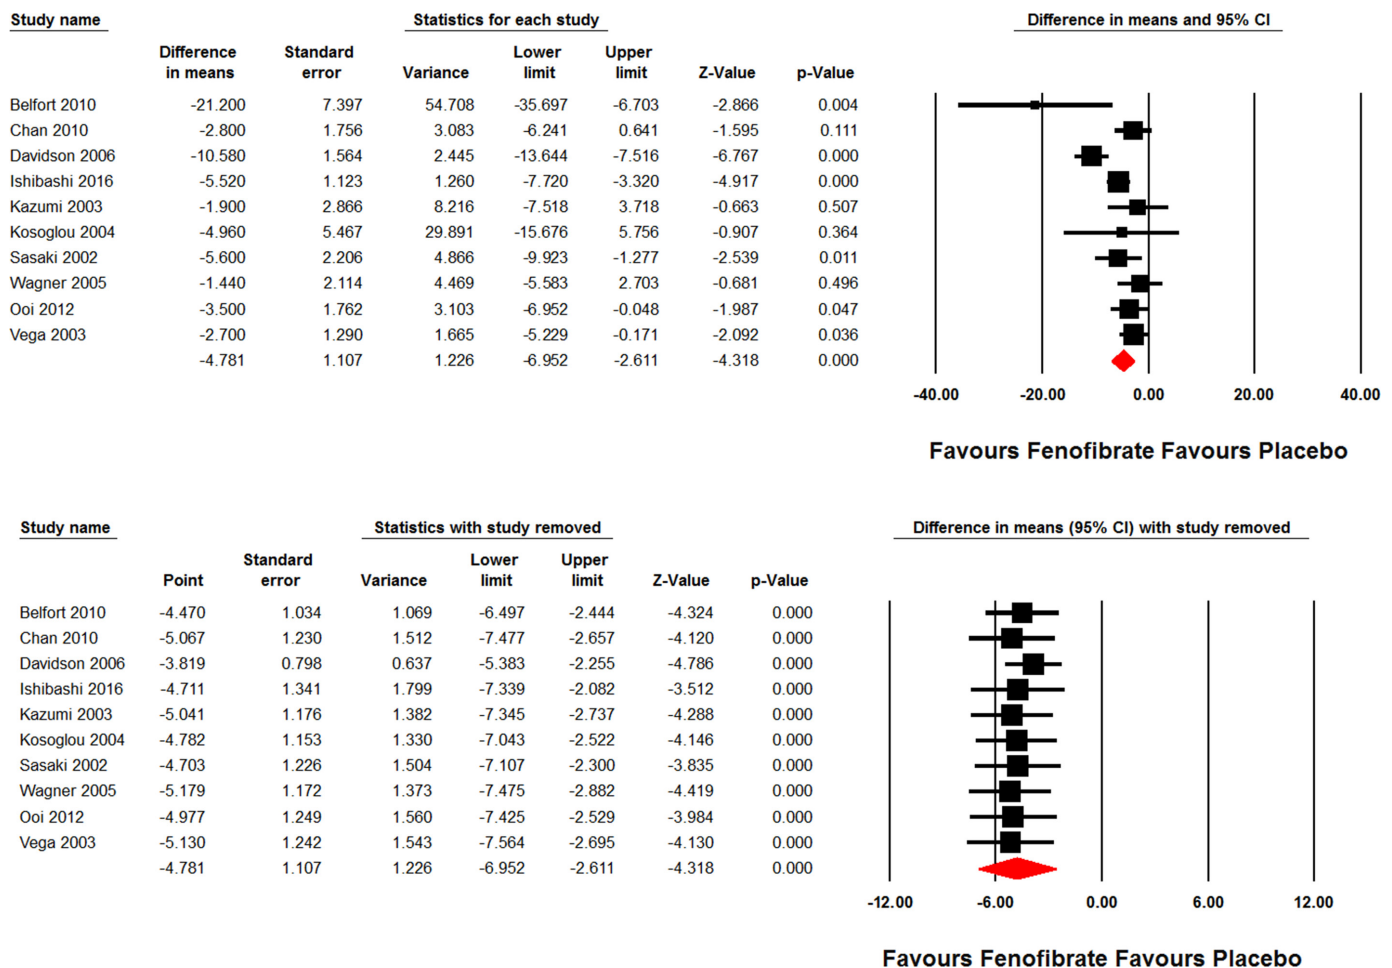 Study name Statistics for each study Difference in means and 95% CI
Difference Standard Lower Upper
in means error Variance limit limit Z-Value p-Value
Belfort 2010 -21.200 7.397 54.708 -35.697 -6.703 -2.866 0.004
Chan 2010 -2.800 1.756 3.083 -6.241 0.641 -1.595 0.111
Davidson 2006 -10.580 1.564 2.445 -13.644 -7.516 -6.767 0.000
Ishibashi 2016 -5.520 1.123 1.260 -7.720 -3.320 -4.917 0.000
Kazumi 2003 -1.900 2.866 8.216 -7.518 3.718 -0.663 0.507
Kosoglou 2004 -4.960 5.467 29.891 -15.676 5.756 -0.907 0.364
Sasaki 2002 -5.600 2.206 4.866 -9.923 -1.277 -2.539 0.011
Wagner 2005 -1.440 2.114 4.469 -5.583 2.703 -0.681 0.496
Ooi 2012 -3.500 1.762 3.103 -6.952 -0.048 -1.987 0.047
Vega 2003 -2.700 1.290 1.665 -5.229 -0.171 -2.092 0.036
-4.781 1.107 1.226 -6.952 -2.611 -4.318 0.000
-40.00 -20.00 0.00 20.00 40.00
Favours Fenofibrate Favours Placebo
Study name Statistics with study removed Difference in means (95% CI) with study removed
Standard Lower Upper
Point error Variance limit limit Z-Value p-Value
Belfort 2010 -4.470 1.034 1.069 -6.497 -2.444 -4.324 0.000
Chan 2010 -5.067 1.230 1.512 -7.477 -2.657 -4.120 0.000
Davidson 2006 -3.819 0.798 0.637 -5.383 -2.255 -4.786 0.000
Ishibashi 2016 -4.711 1.341 1.799 -7.339 -2.082 -3.512 0.000
Kazumi 2003 -5.041 1.176 1.382 -7.345 -2.737 -4.288 0.000
Kosoglou 2004 -4.782 1.153 1.330 -7.043 -2.522 -4.146 0.000
Sasaki 2002 -4.703 1.226 1.504 -7.107 -2.300 -3.835 0.000
Wagner 2005 -5.179 1.172 1.373 -7.475 -2.882 -4.419 0.000
Ooi 2012 -4.977 1.249 1.560 -7.425 -2.529 -3.984 0.000
Vega 2003 -5.130 1.242 1.543 -7.564 -2.695 -4.130 0.000
-4.781 1.107 1.226 -6.952 -2.611 -4.318 0.000
-12.00 -6.00 0.00 6.00 12.00
Favours Fenofibrate Favours Placebo